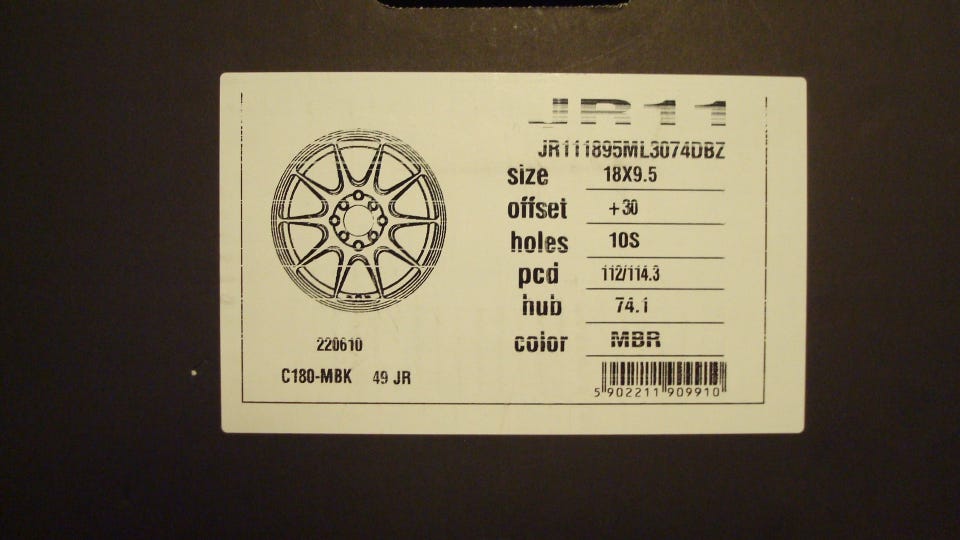 JR11
JR111895ML3074DBZ
size 18X9.5
offset +30
holes 10S
pcd 112/114.3
hub 74.1
color MBR
220610
C180-MBK 49 JR
5 902211 909910